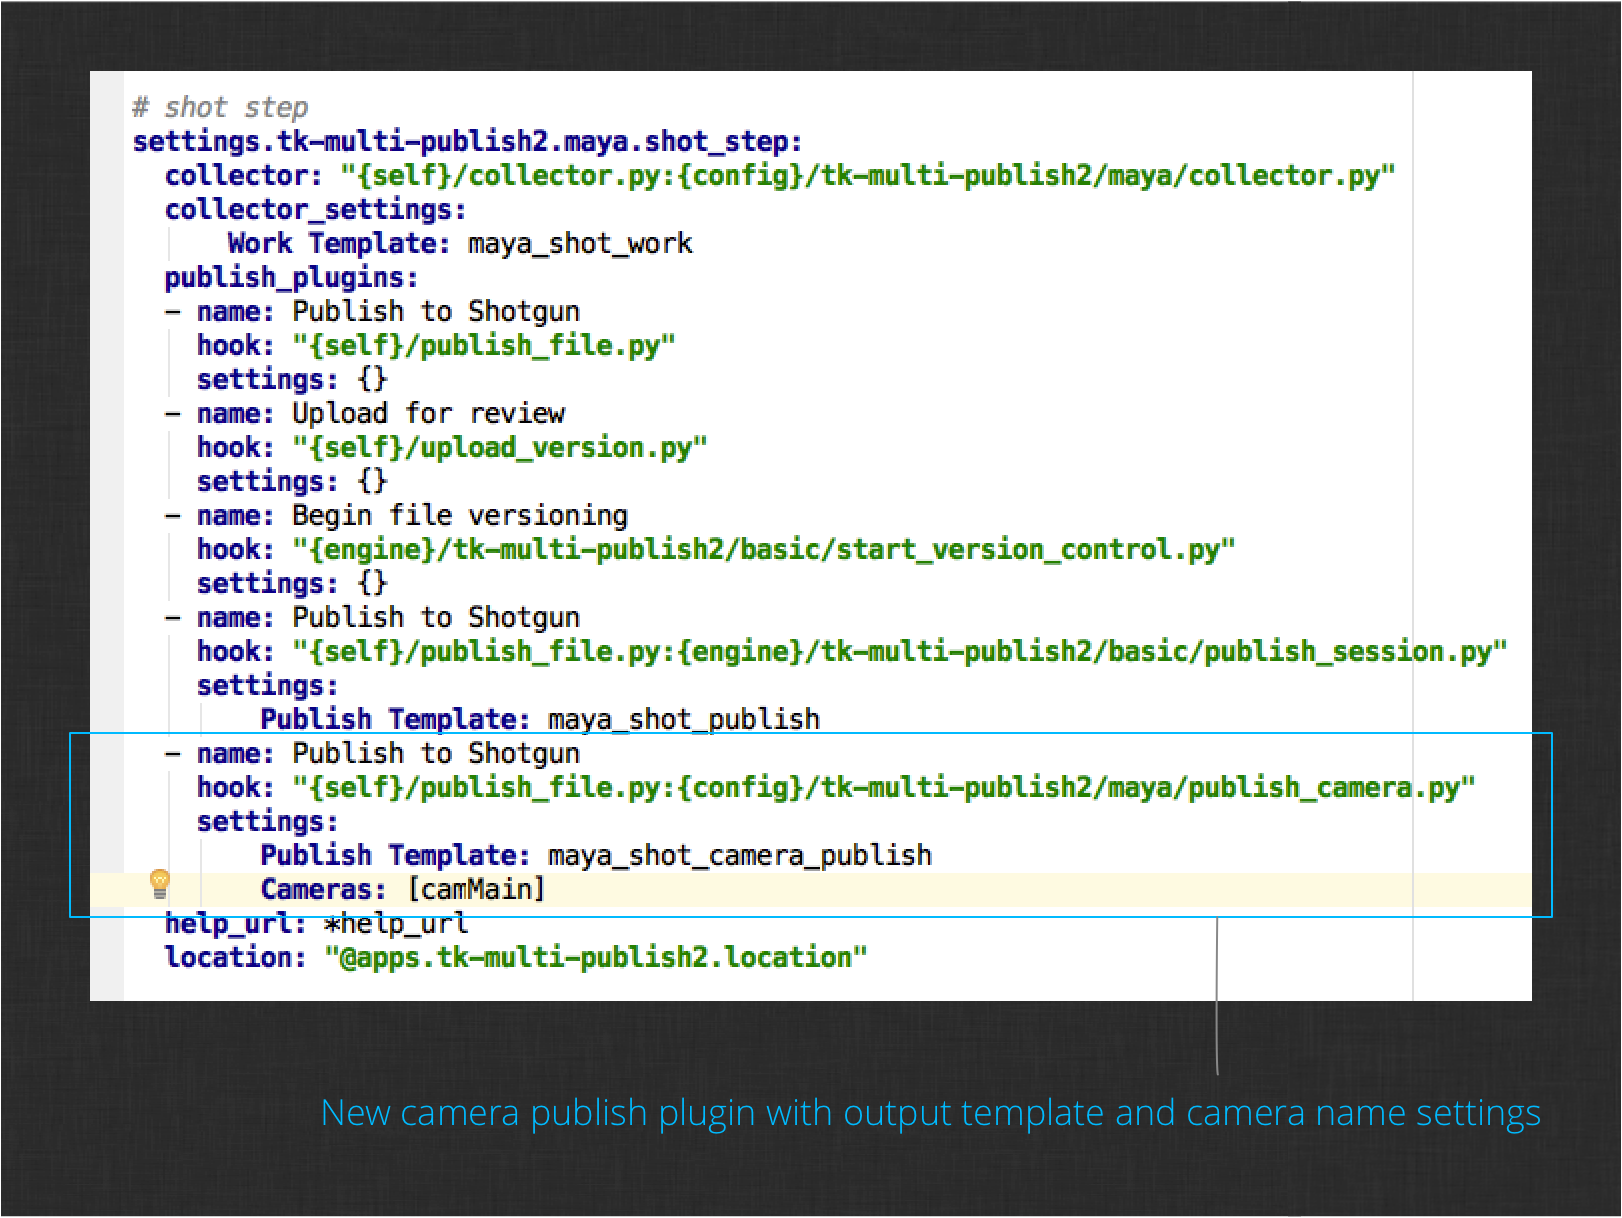 # shot step
settings.tk-multi-publish2.maya.shot_step:
collector: "{self}/collector.py:{config}/tk-multi-publish2/maya/collector.py"
collector_settings:
Work Template: maya_shot_work
publish_plugins:
- name: Publish to Shotgun
hook: "{self}/publish_file.py"
settings: {}
- name: Upload for review
hook: "{self}/upload_version.py"
settings: {}
- name: Begin file versioning
hook: "{engine}/tk-multi-publish2/basic/start_version_control.py"
settings: {}
- name: Publish to Shotgun
hook: "{self}/publish_file.py:{engine}/tk-multi-publish2/basic/publish_session.py"
settings:
Publish Template: maya_shot_publish
- name: Publish to Shotgun
hook: "{self}/publish_file.py:{config}/tk-multi-publish2/maya/publish_camera.py"
settings:
Publish Template: maya_shot_camera_publish
Cameras: [camMain]
help_url: *help_url
location: "@apps.tk-multi-publish2.location"
New camera publish plugin with output template and camera name settings